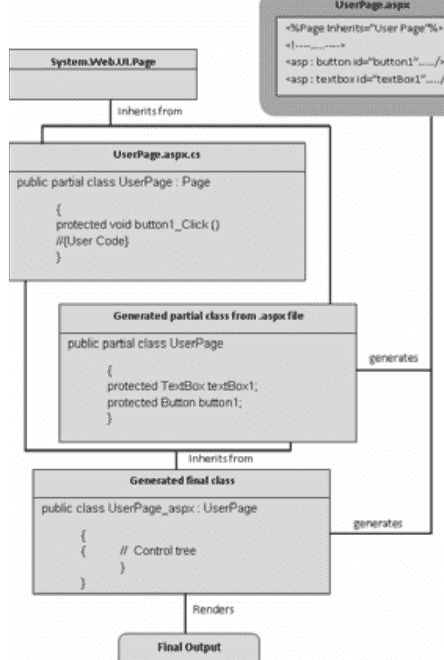 UserPage.aspx
<%Page Inherits="User Page"%>
<!----......---->
<asp : button id="button1"....../>
<asp : textbox id="textBox1"...../
System.Web.UI.Page
Inherits from
UserPage.aspx.cs
public partial class UserPage : Page
{
protected void button1_Click ()
//{User Code}
}
Generated partial class from .aspx file
public partial class UserPage
{
protected TextBox textBox1;
protected Button button1;
}
generates
Inherits from
Generated final class
public class UserPage_aspx : UserPage
{
{ // Control tree
}
}
generates
Renders
Final Output